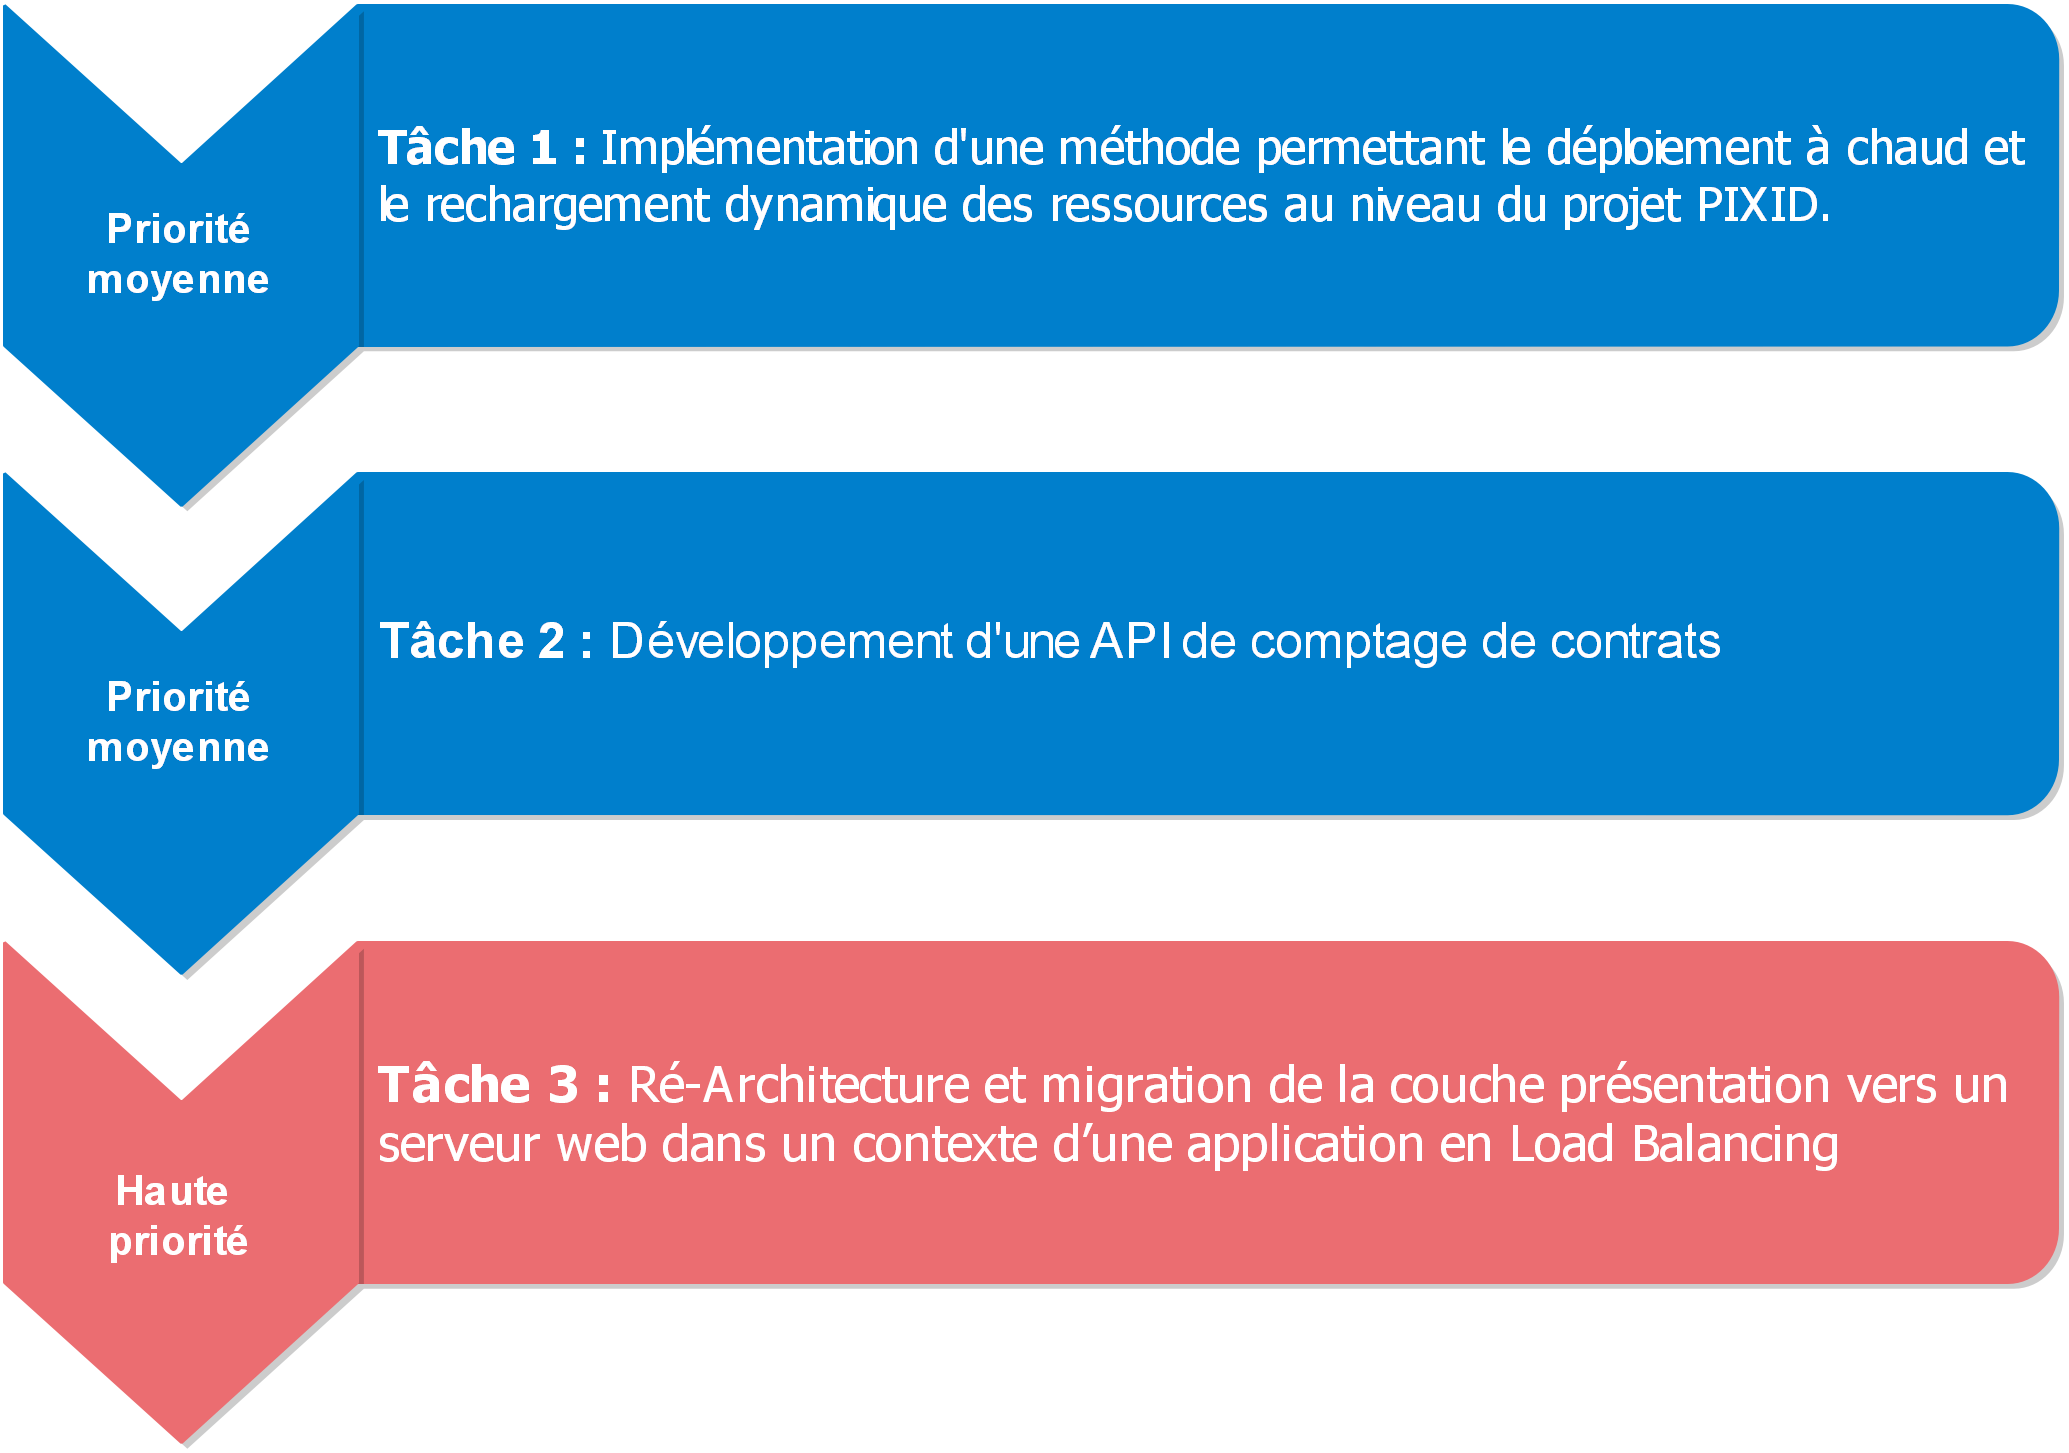 Priorité
moyenne
Tâche 1 : Implémentation d'une méthode permettant le déploiement à chaud et
le rechargement dynamique des ressources au niveau du projet PIXID.
Priorité
moyenne
Tâche 2 : Développement d'une API de comptage de contrats
Haute
priorité
Tâche 3 : Ré-Architecture et migration de la couche présentation vers un
serveur web dans un contexte d’une application en Load Balancing